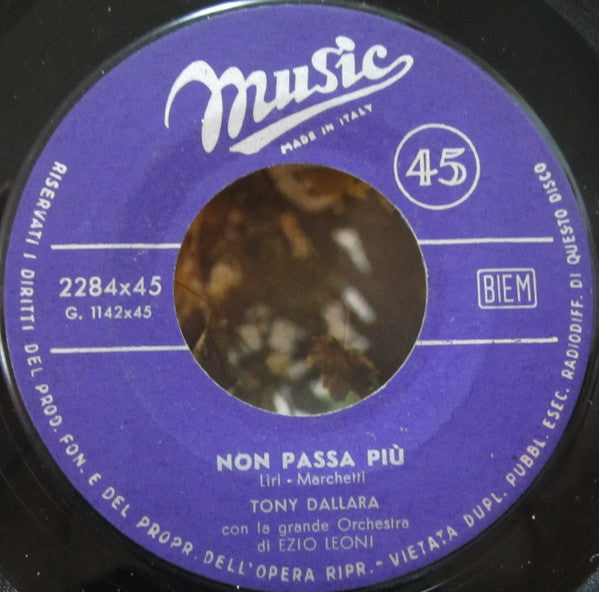 Music
MADE IN ITALY
45
2284x45
G. 1142x45
BIEM
NON PASSA PIÙ
Liri - Marchetti
TONY DALLARA
con la grande Orchestra
di EZIO LEONI
RISERVATI I DIRITTI DEL PROD. FON. E DEL PROPR. DELL'OPERA RIPR. - VIETATA DUPL. PUBBL. ESEC. RADIODIFF. DI QUESTO DISCO